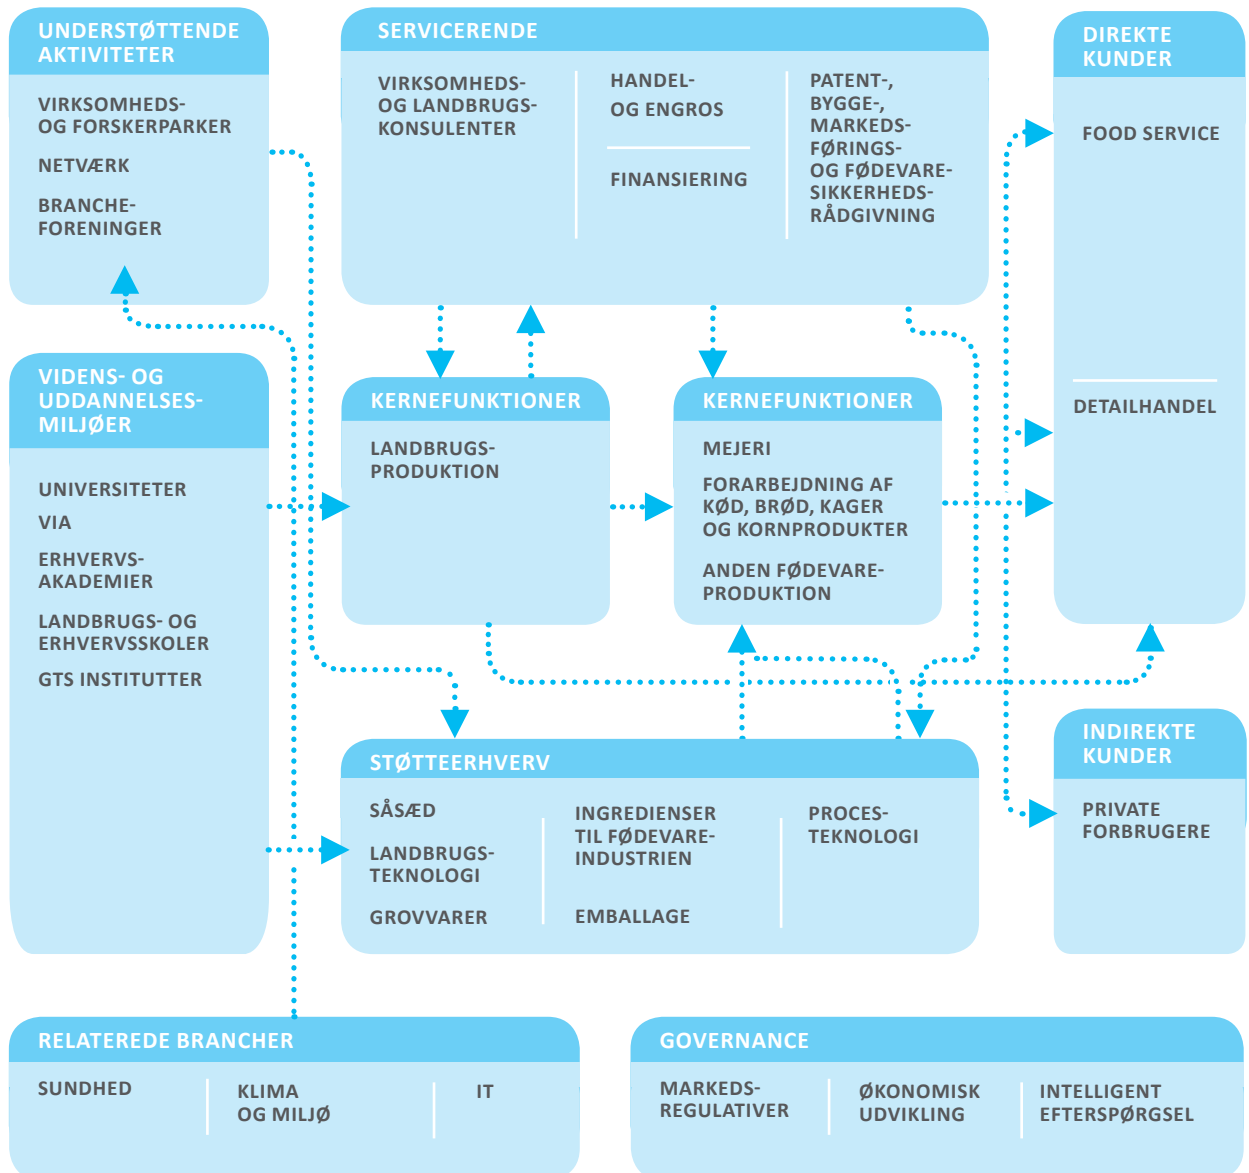 UNDERSTØTTENDE
AKTIVITETER
VIRKSOMHEDS-
OG FORSKERPARKER
NETVÆRK
BRANCHE-
FORENINGER
SERVICERENDE
VIRKSOMHEDS-
OG LANDBRUGS-
KONSULENTER
HANDEL-
OG ENGROS
FINANSIERING
PATENT-,
BYGGE-,
MARKEDS-
FØRINGS-
OG FØDEVARE-
SIKKERHEDS-
RÅDGIVNING
DIREKTE
KUNDER
FOOD SERVICE
DETAILHANDEL
VIDENS- OG
UDDANNELSES-
MILJØER
UNIVERSITETER
VIA
ERHVERVS-
AKADEMIER
LANDBRUGS- OG
ERHVERVSSKOLER
GTS INSTITUTTER
KERNEFUNKTIONER
LANDBRUGS-
PRODUKTION
KERNEFUNKTIONER
MEJERI
FORARBEJDNING AF
KØD, BRØD, KAGER
OG KORNPRODUKTER
ANDEN FØDEVARE-
PRODUKTION
STØTTEERHVERV
SÅSÆD
LANDBRUGS-
TEKNOLOGI
GROVVARER
INGREDIENSER
TIL FØDEVARE-
INDUSTRIEN
EMBALLAGE
PROCES-
TEKNOLOGI
INDIREKTE
KUNDER
PRIVATE
FORBRUGERE
RELATEREDE BRANCHER
SUNDHED
KLIMA
OG MILJØ
IT
GOVERNANCE
MARKEDS-
REGULATIVER
ØKONOMISK
UDVIKLING
INTELLIGENT
EFTERSPØRGSEL